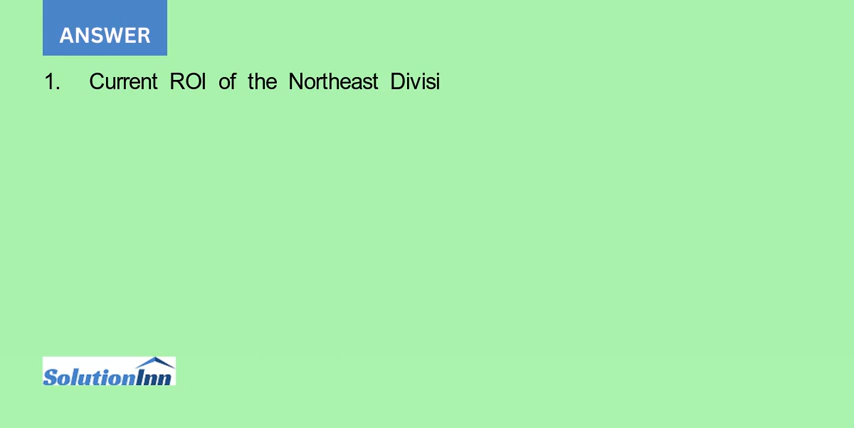 ANSWER
1. Current ROI of the Northeast Divisi
SolutionInn